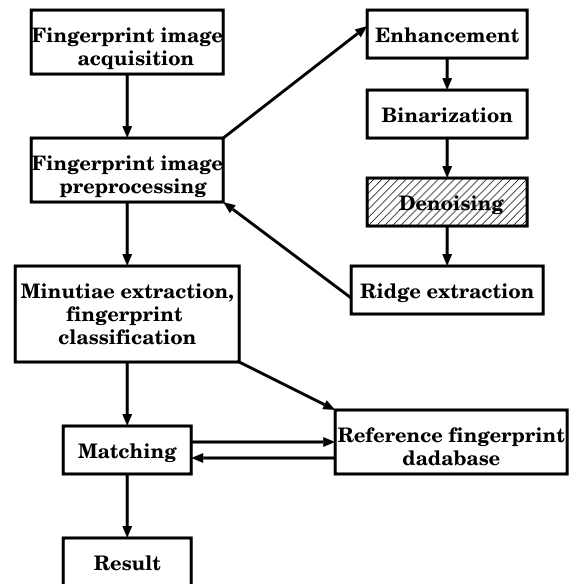 Fingerprint image
acquisition
Fingerprint image
preprocessing
Enhancement
Binarization
Denoising
Ridge extraction
Minutiae extraction,
fingerprint
classification
Matching
Reference fingerprint
dadabase
Result